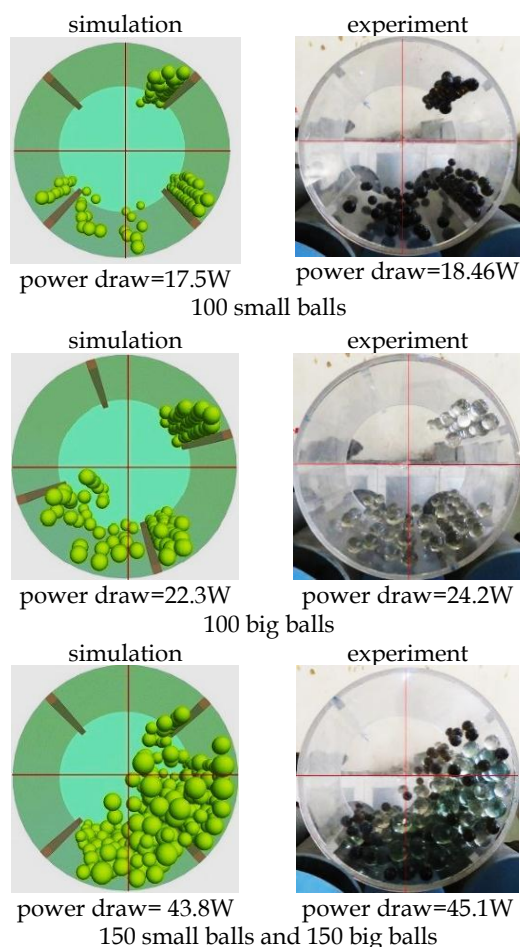 simulation experiment
power draw=17.5W power draw=18.46W
100 small balls
simulation experiment
power draw=22.3W power draw=24.2W
100 big balls
simulation experiment
power draw= 43.8W power draw=45.1W
150 small balls and 150 big balls